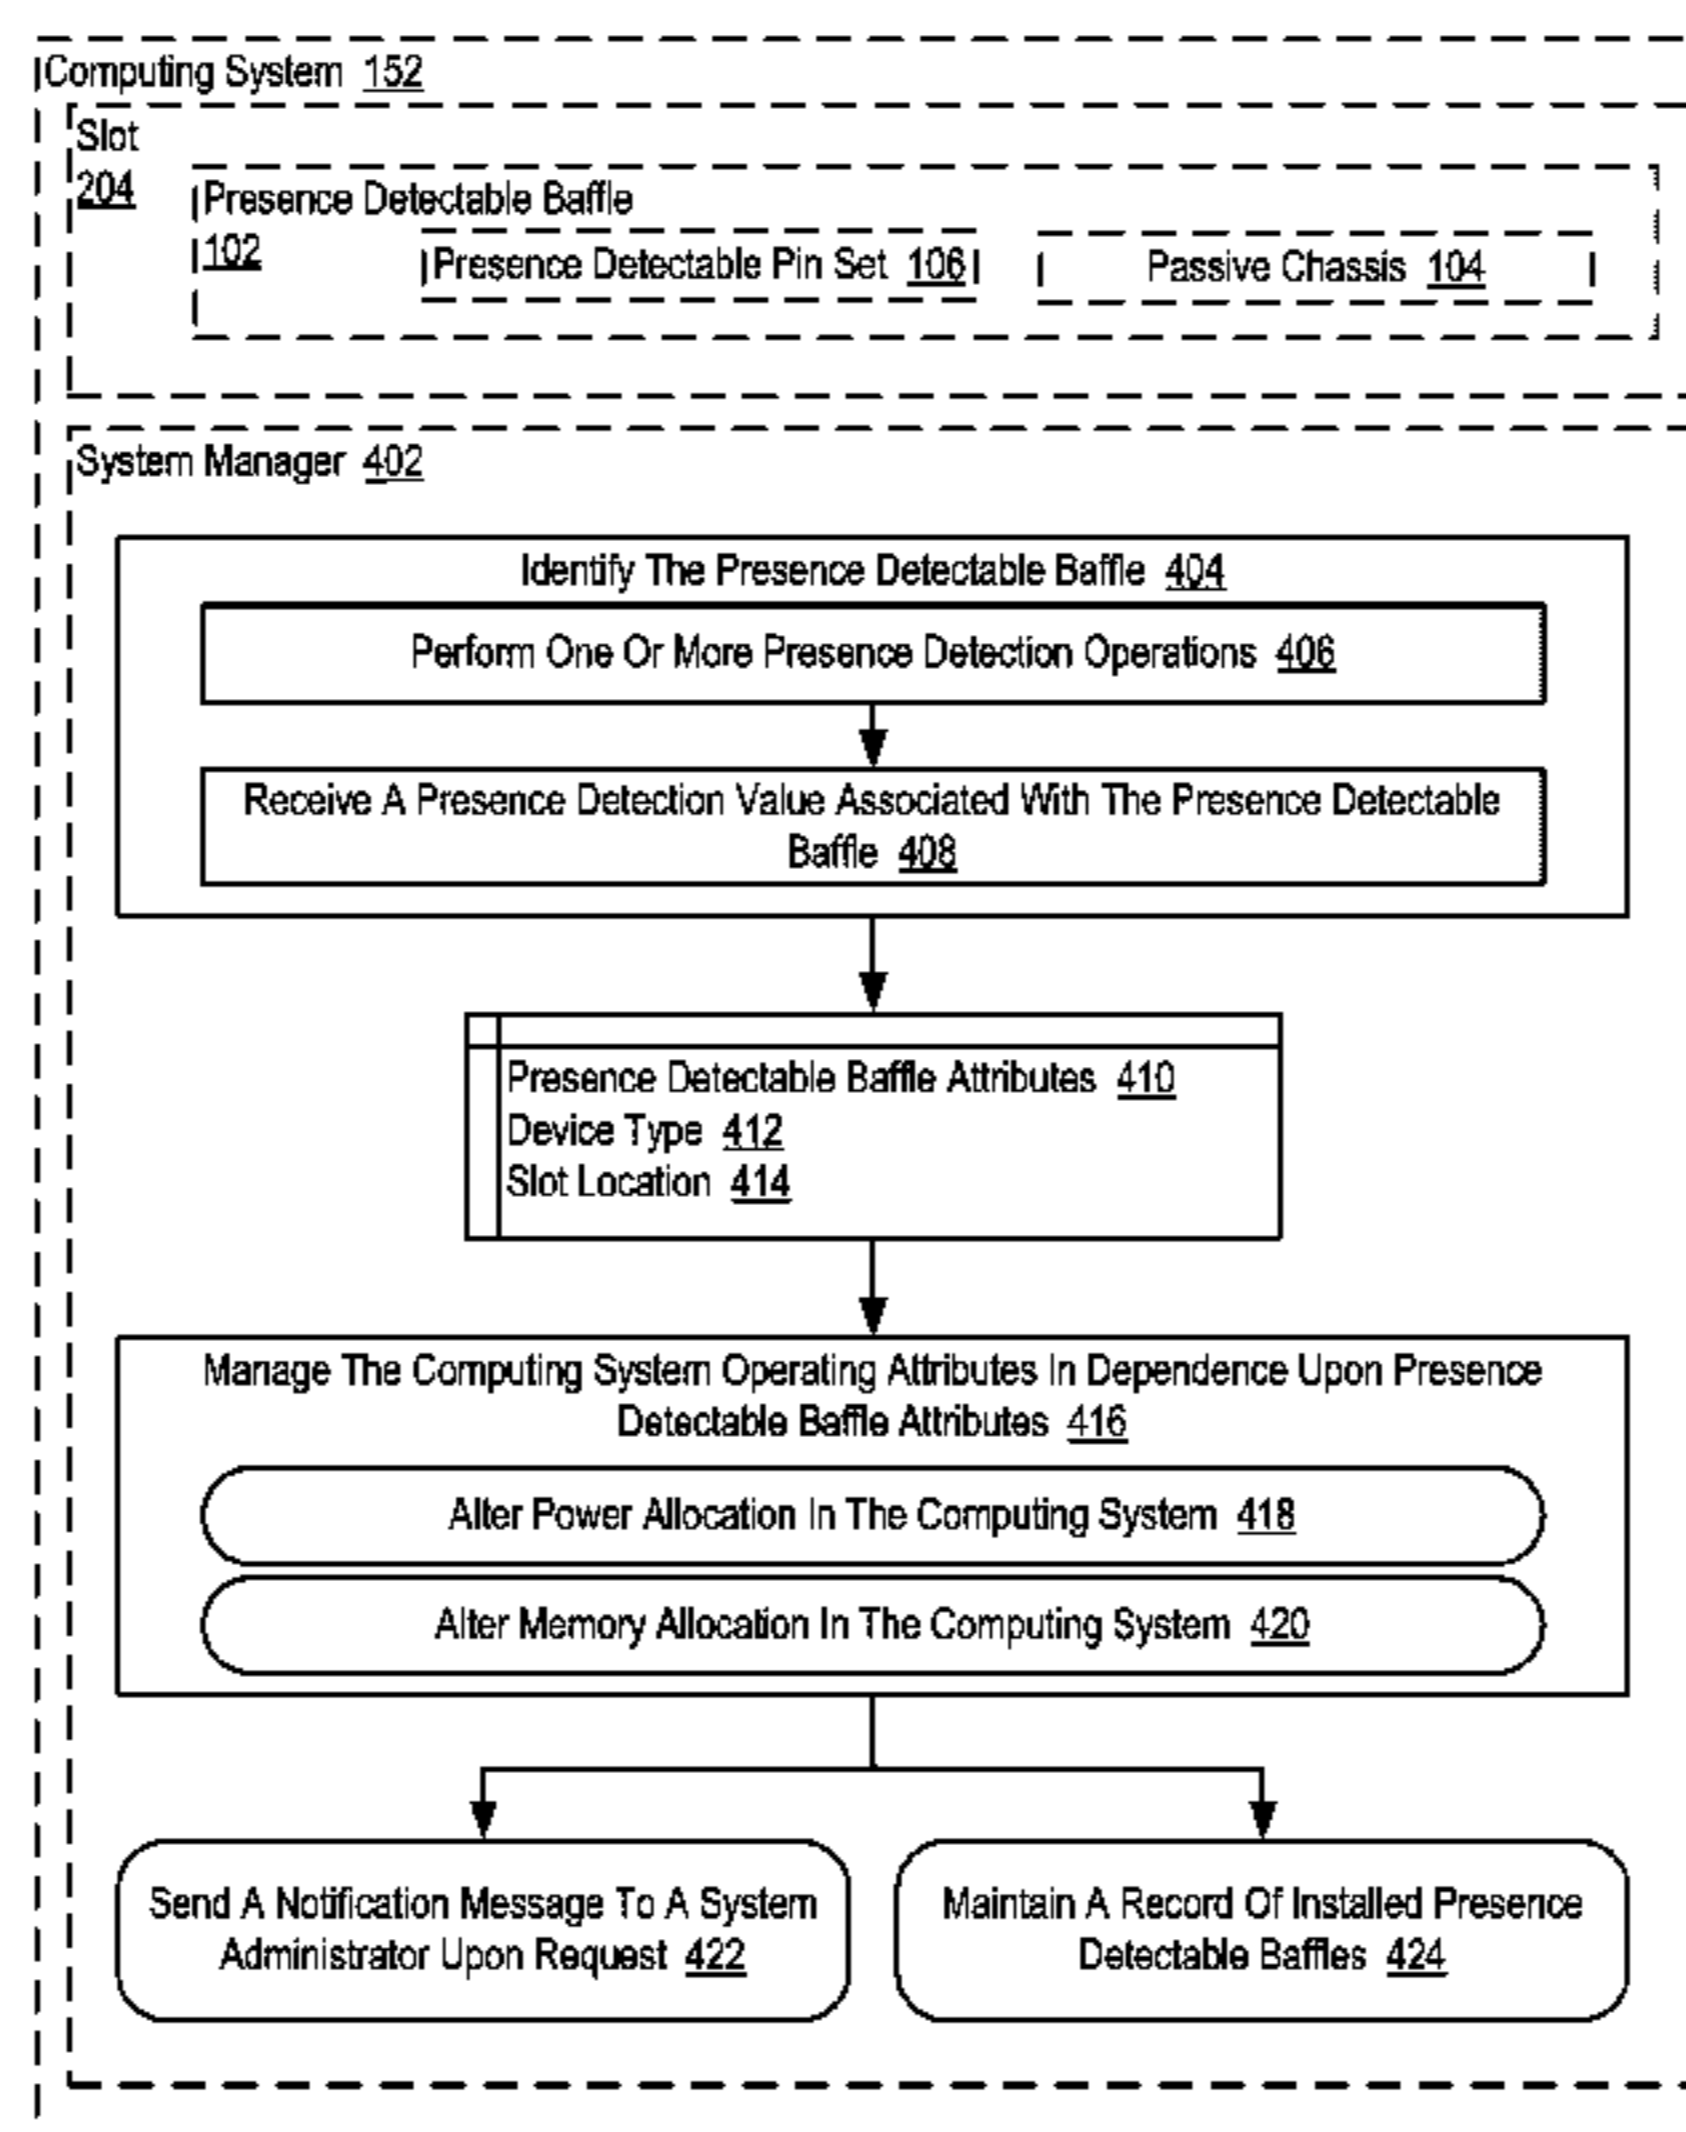 Computing System 152
Slot
204
Presence Detectable Baffle
102
Presence Detectable Pin Set 106
Passive Chassis 104
System Manager 402
Identify The Presence Detectable Baffle 404
Perform One Or More Presence Detection Operations 406
Receive A Presence Detection Value Associated With The Presence Detectable
Baffle 408
Presence Detectable Baffle Attributes 410
Device Type 412
Slot Location 414
Manage The Computing System Operating Attributes In Dependence Upon Presence
Detectable Baffle Attributes 416
Alter Power Allocation In The Computing System 418
Alter Memory Allocation In The Computing System 420
Send A Notification Message To A System
Administrator Upon Request 422
Maintain A Record Of Installed Presence
Detectable Baffles 424